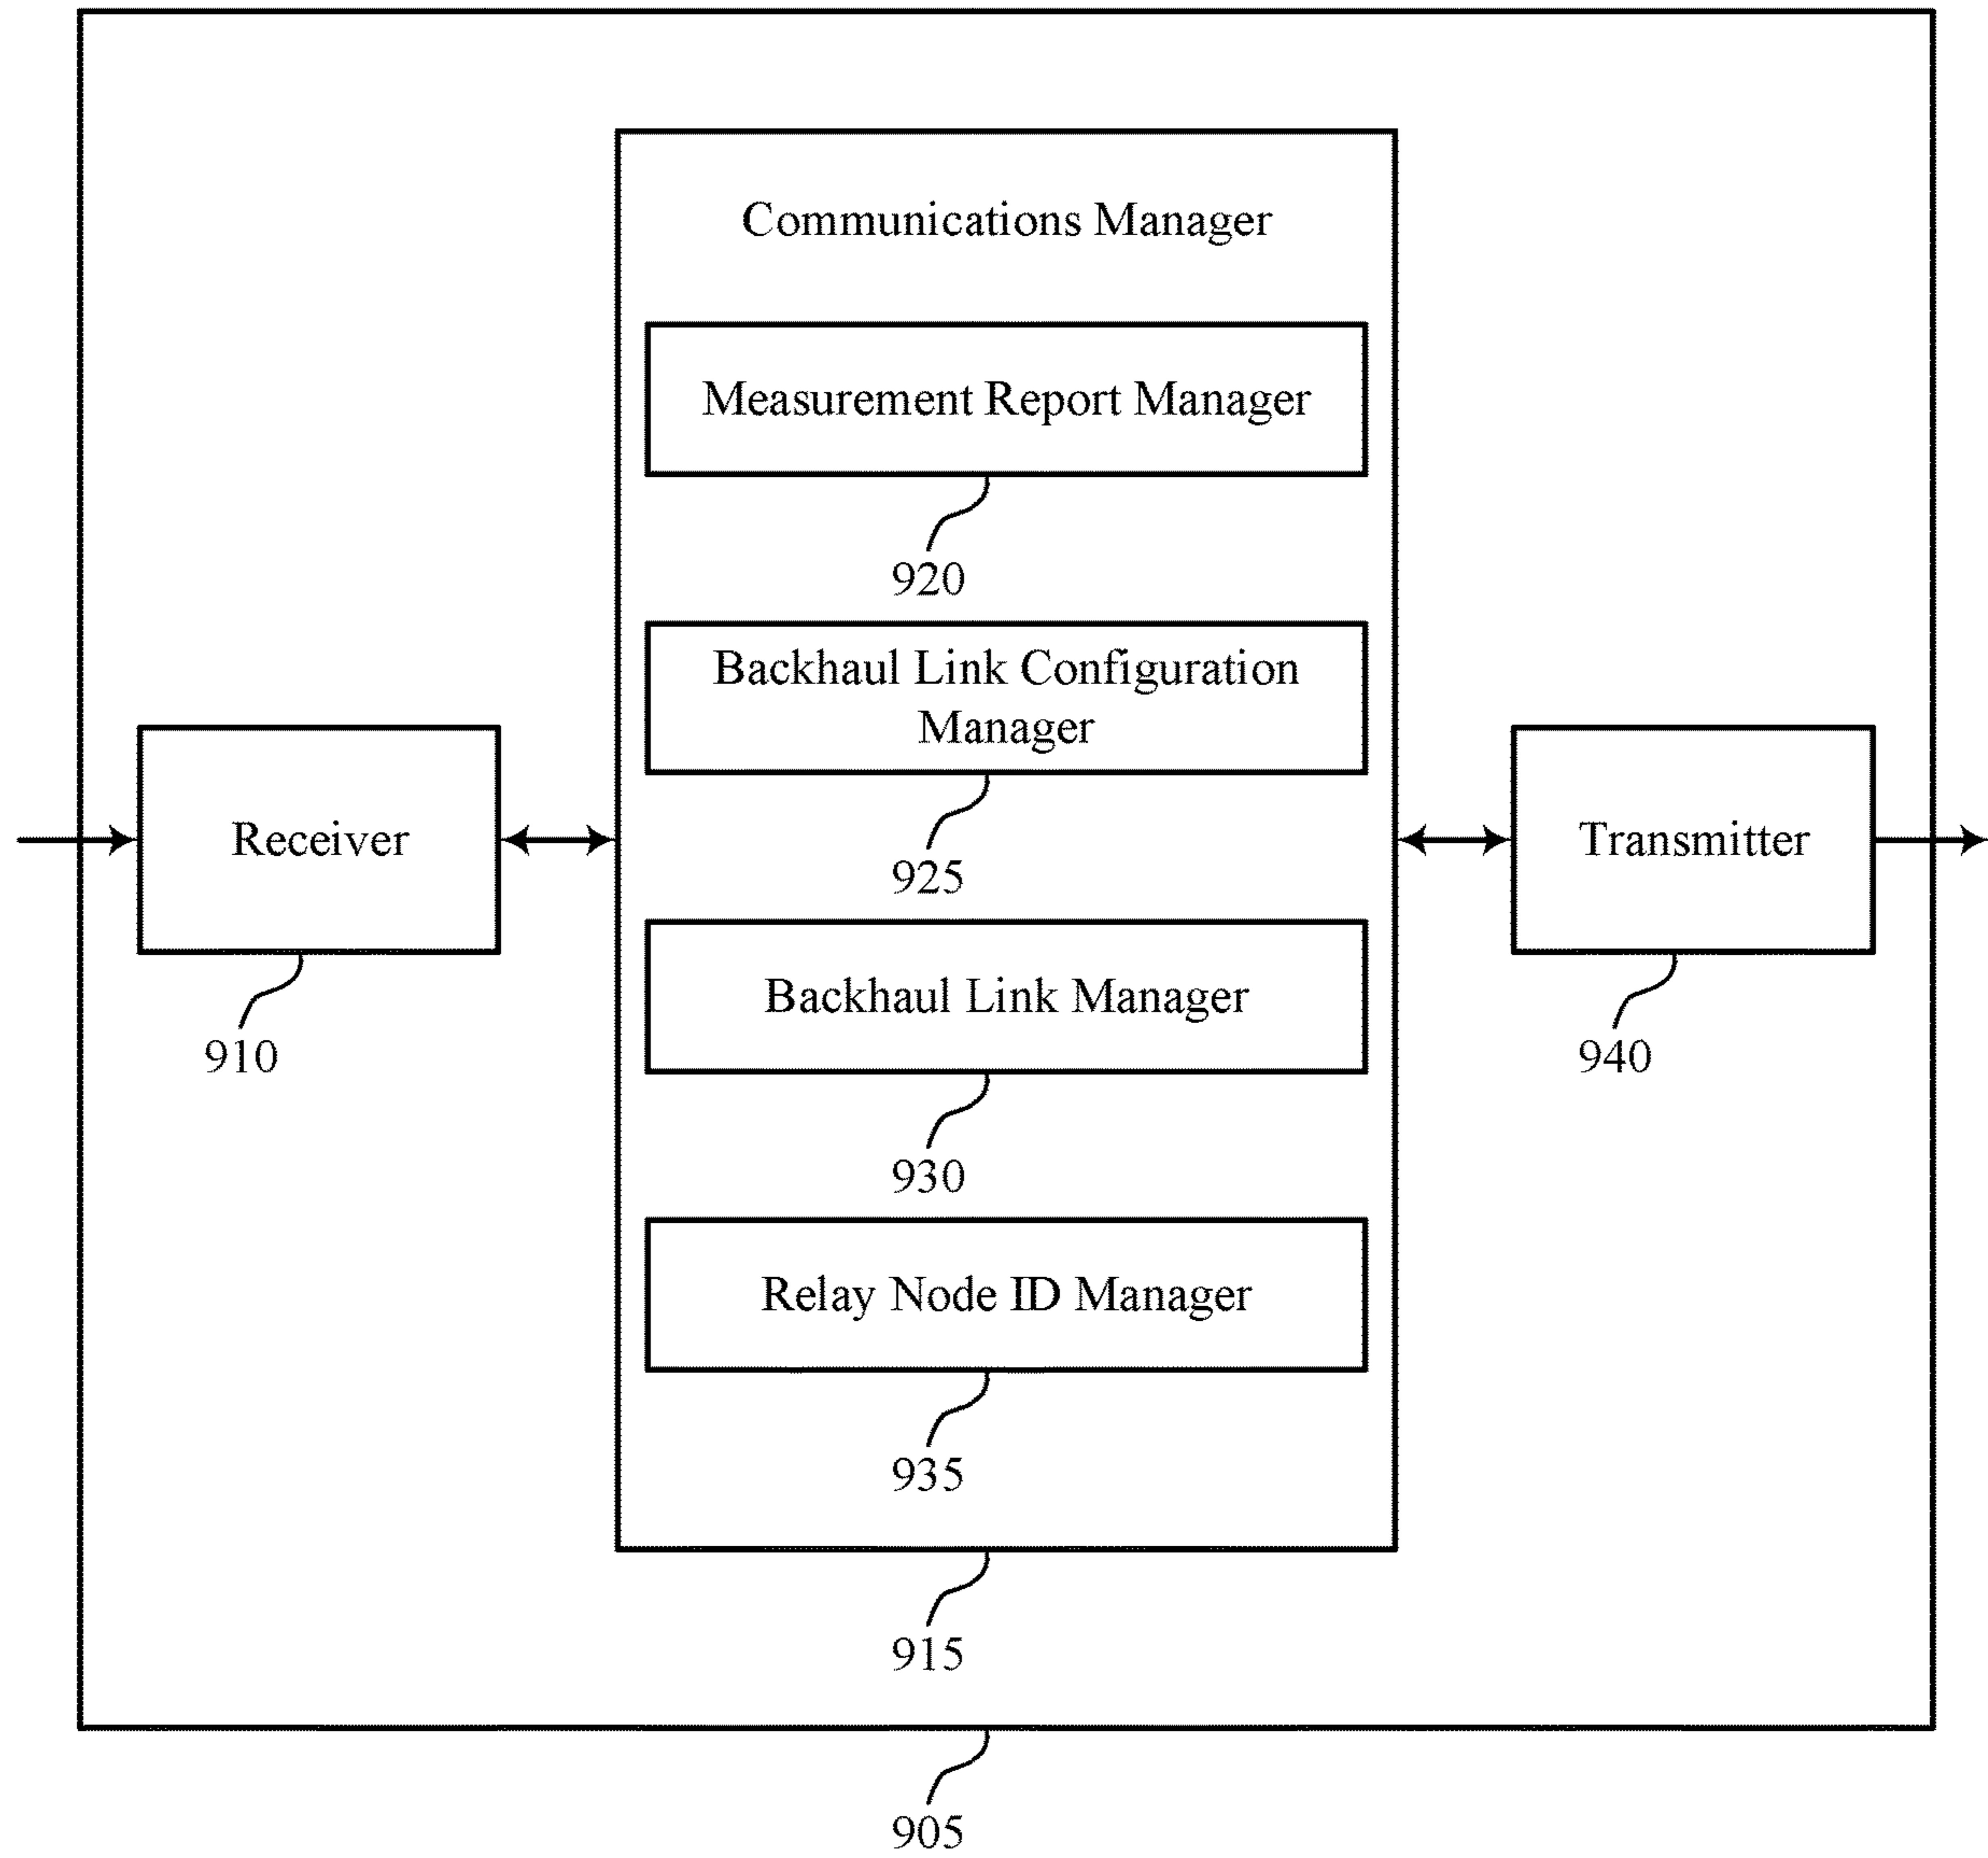 Communications Manager
Measurement Report Manager
920
Backhaul Link Configuration
Manager
925
Receiver
910
Transmitter
940
Backhaul Link Manager
930
Relay Node ID Manager
935
915
905